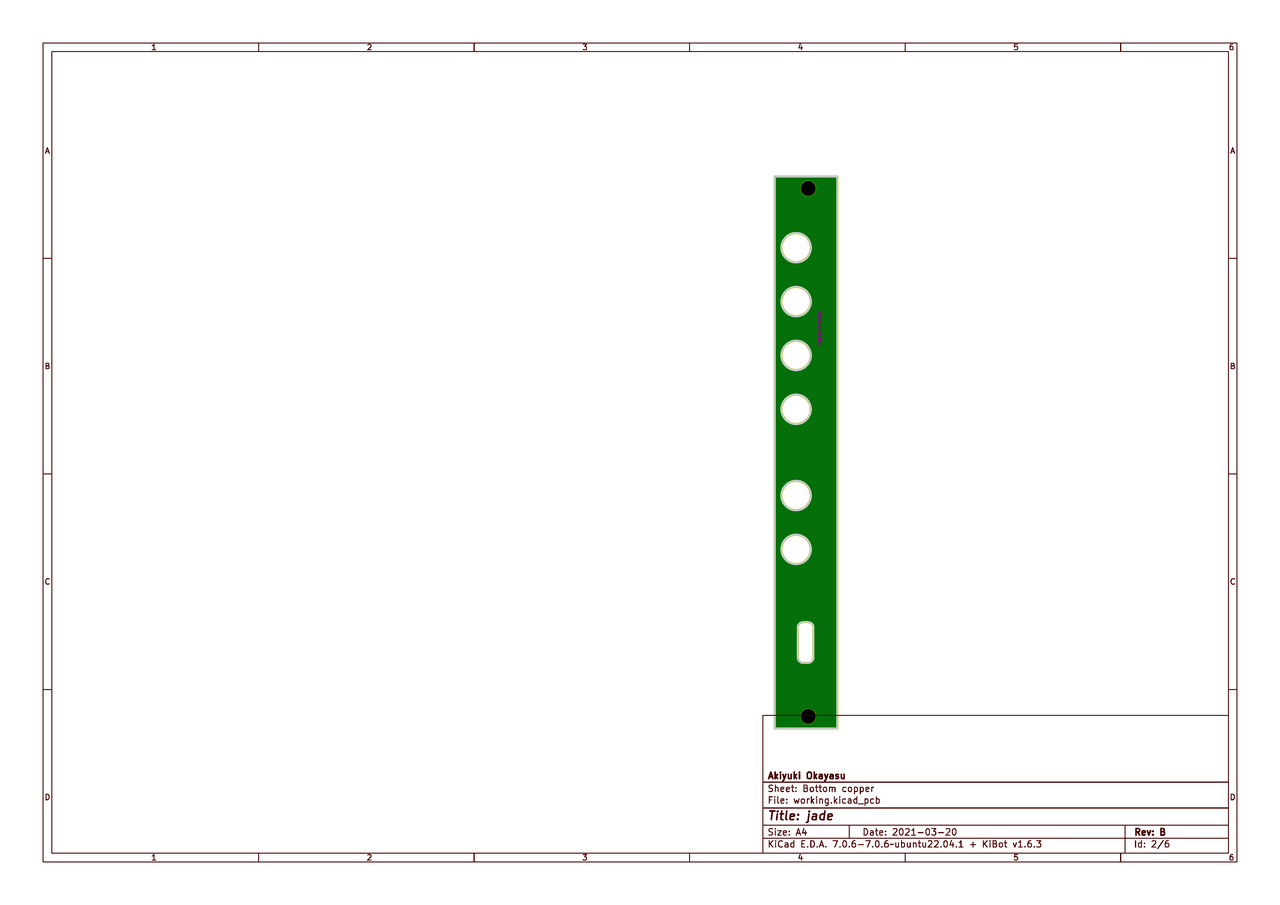 1 2 3 4 5 6
A A
B B
C C
D D
Akiyuki Okayasu
Sheet: Bottom copper
File: working.kicad_pcb
Title: jade
Size: A4 Date: 2021-03-20 Rev: B
KiCad E.D.A. 7.0.6-7.0.6~ubuntu22.04.1 + KiBot v1.6.3 Id: 2/6
1 2 3 4 5 6